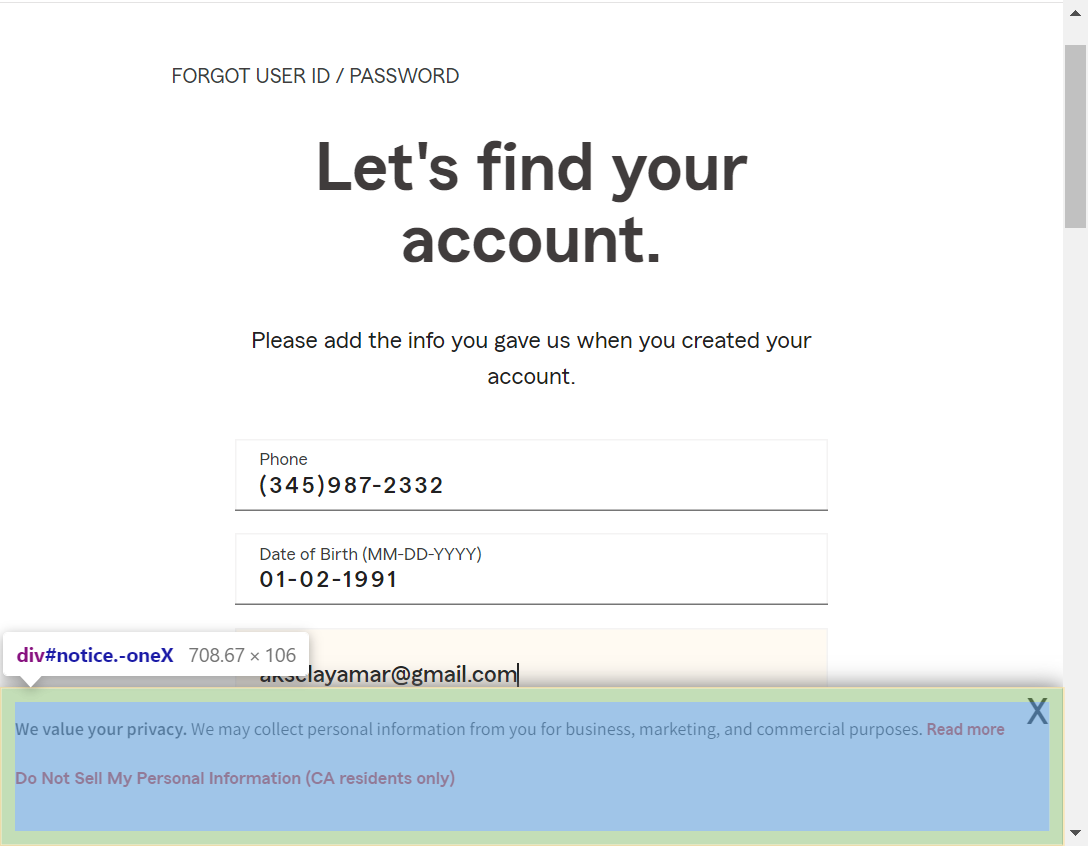 FORGOT USER ID / PASSWORD
Let's find your
account.
Please add the info you gave us when you created your
account.
Phone
(345)987-2332
Date of Birth (MM-DD-YYYY)
01-02-1991
akselayamar@gmail.com
div#notice.-oneX 708.67 × 106
X
We value your privacy. We may collect personal information from you for business, marketing, and commercial purposes. Read more
Do Not Sell My Personal Information (CA residents only)